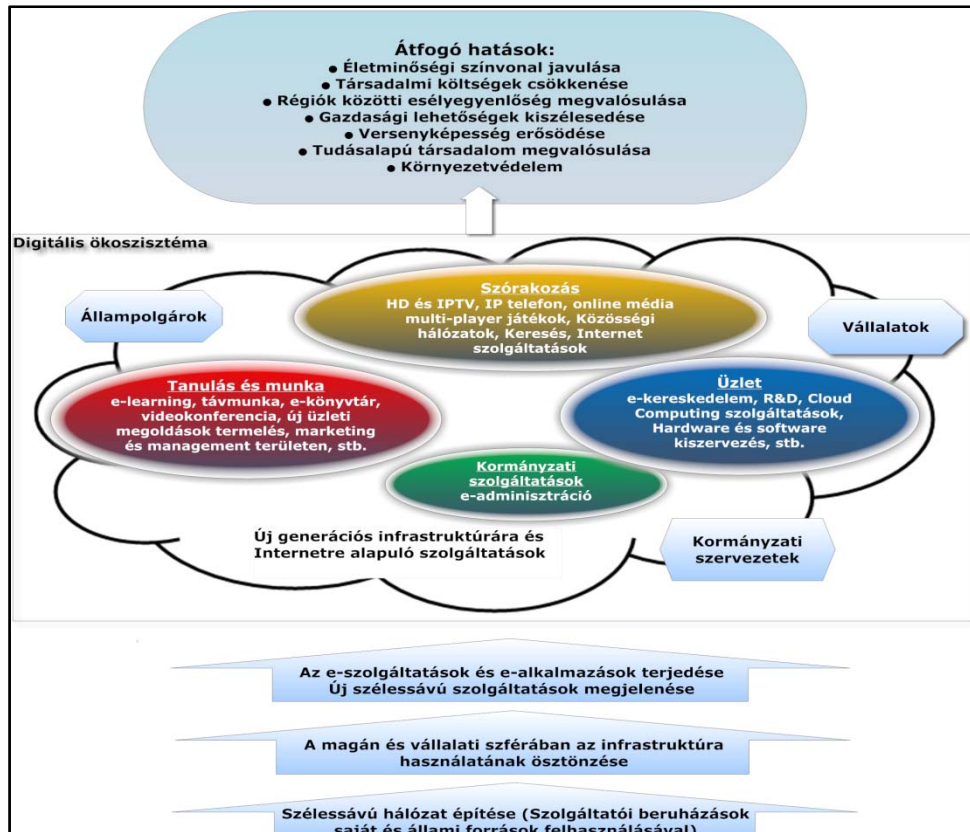 Átfogó hatások:
● Életminőségi színvonal javulása
● Társadalmi költségek csökkenése
● Régiók közötti esélyegyenlőség megvalósulása
● Gazdasági lehetőségek kiszélesedése
● Versenyképesség erősödése
● Tudásalapú társadalom megvalósulása
● Környezetvédelem
Digitális ökoszisztéma
Állampolgárok
Szórakozás
HD és IPTV, IP telefon, online média
multi-player játékok, Közösségi
hálózatok, Keresés, Internet
szolgáltatások
Vállalatok
Tanulás és munka
e-learning, távmunka, e-könyvtár,
videokonferencia, új üzleti
megoldások termelés, marketing
és management területen, stb.
Üzlet
e-kereskedelem, R&D, Cloud
Computing szolgáltatások,
Hardware és software
kiszervezés, stb.
Kormányzati
szolgáltatások
e-adminisztráció
Új generációs infrastruktúrára és
Internetre alapuló szolgáltatások
Kormányzati
szervezetek
Az e-szolgáltatások és e-alkalmazások terjedése
Új szélessávú szolgáltatások megjelenése
A magán és vállalati szférában az infrastruktúra
használatának ösztönzése
Szélessávú hálózat építése (Szolgáltatói beruházások
saját és állami források felhasználásával)